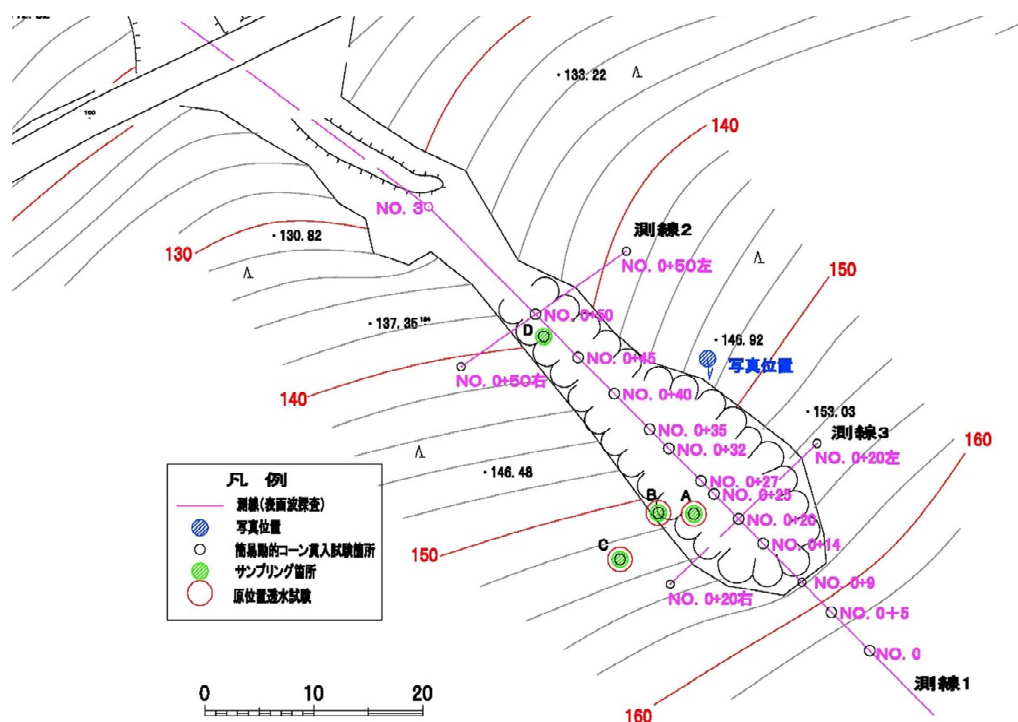 133.22
140
NO. 3
130.82
130
測線2
NO. 0+50左
150
NO. 0+50
146.92
137.35
D
写真位置
NO. 0+45
NO. 0+50右
140
NO. 0+40
153.03
測線3
160
NO. 0+35
NO. 0+32
NO. 0+20左
146.48
NO. 0+27
NO. 0+25
B
A
NO. 0+20
150
C
NO. 0+14
NO. 0+20右
NO. 0+9
NO. 0+5
NO. 0
測線1
160
凡例
測線(表面波探査)
写真位置
簡易動的コーン貫入試験箇所
サンプリング箇所
原位置透水試験
0
10
20